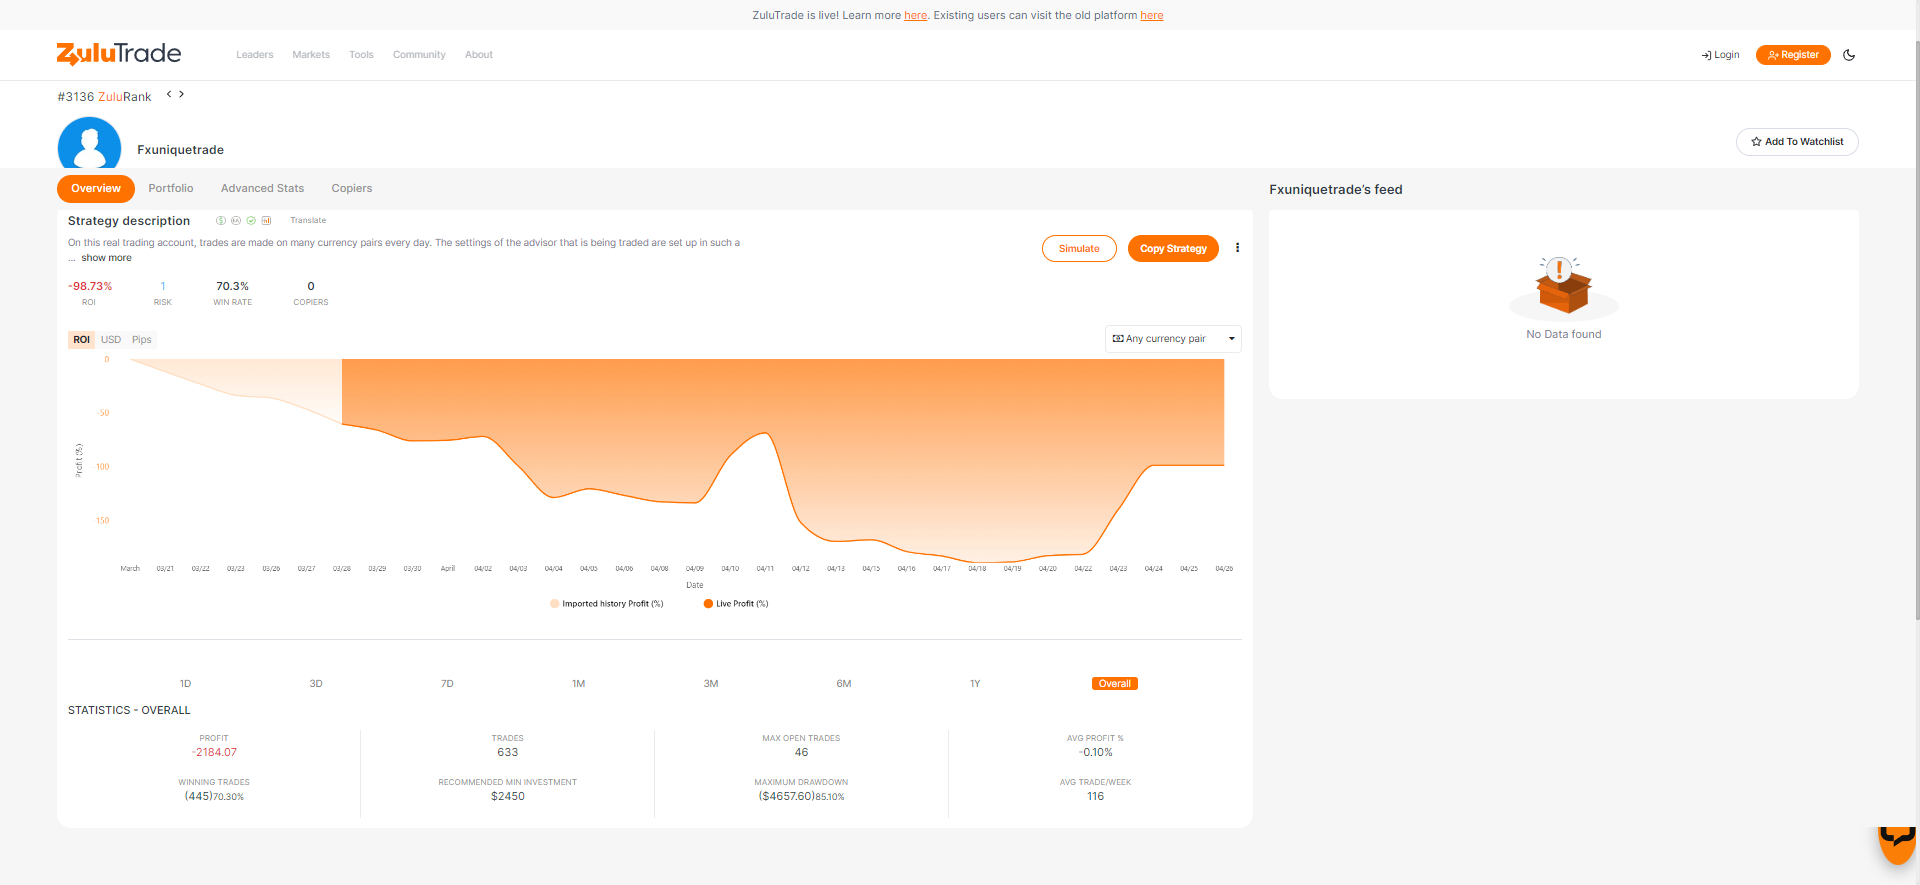 ZuluTrade is live! Learn more here. Existing users can visit the old platform here
ZuluTrade
Leaders Markets Tools Community About
Login Register
#3136 ZuluRank
Fxuniquetrade
Add To Watchlist
Overview Portfolio Advanced Stats Copiers
Fxuniquetrade's feed
Strategy description Translate
On this real trading account, trades are made on many currency pairs every day. The settings of the advisor that is being traded are set up in such a
... show more
Simulate Copy Strategy
-98.73% 1 70.3% 0
ROI RISK WIN RATE COPIERS
No Data found
ROI USD Pips
Any currency pair
0
-50
-100
-150
Profit (%)
March 03/21 03/22 03/23 03/26 03/27 03/28 03/29 03/30 April 04/02 04/03 04/04 04/05 04/06 04/08 04/09 04/10 04/11 04/12 04/13 04/15 04/16 04/17 04/18 04/19 04/20 04/22 04/23 04/24 04/25 04/26
Date
Imported history Profit (%) Live Profit (%)
1D 3D 7D 1M 3M 6M 1Y Overall
STATISTICS - OVERALL
PROFIT TRADES MAX OPEN TRADES AVG PROFIT %
-2184.07 633 46 -0.10%
WINNING TRADES RECOMMENDED MIN INVESTMENT MAXIMUM DRAWDOWN AVG TRADE/WEEK
(445)70.30% $2450 ($4657.60)85.10% 116